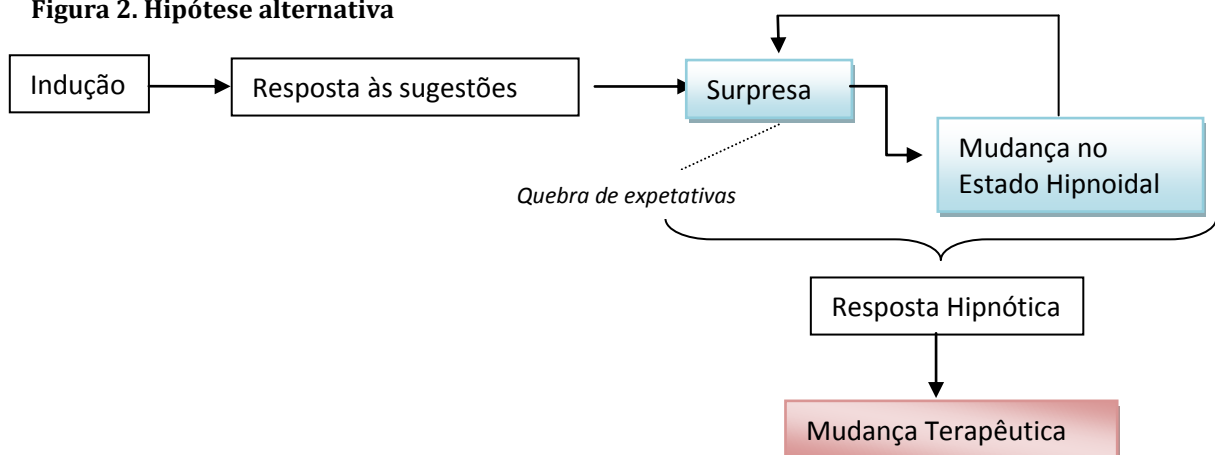 Figura 2. Hipótese alternativa
Indução
Resposta às sugestões
Surpresa
Mudança no
Estado Hipnoidal
Quebra de expetativas
Resposta Hipnótica
Mudança Terapêutica